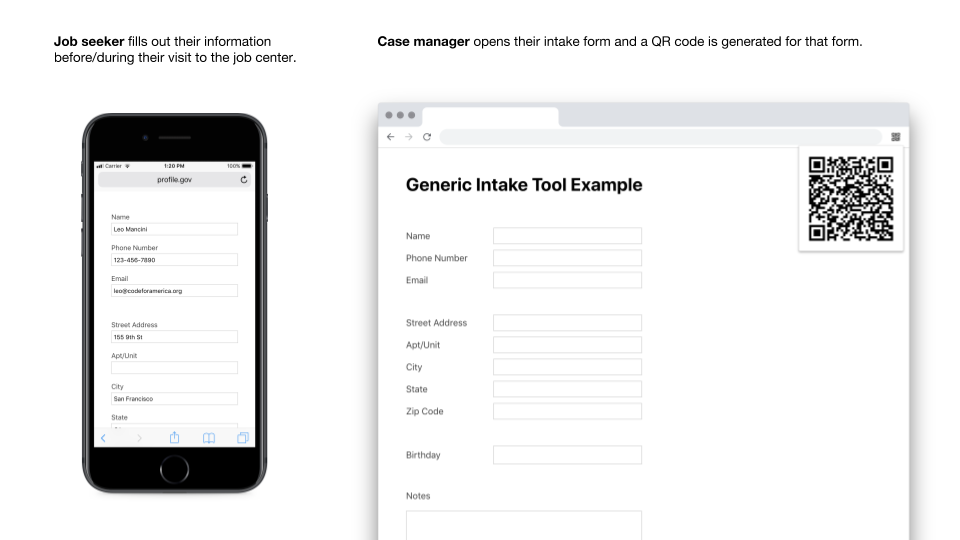 Job seeker fills out their information
before/during their visit to the job center.
Case manager opens their intake form and a QR code is generated for that form.
Carrier 1:20 PM 100%
profile.gov
Name
Leo Mancini
Phone Number
123-456-7890
Email
leo@codeforamerica.org
Street Address
155 9th St
Apt/Unit
City
San Francisco
State
Generic Intake Tool Example
Name
Phone Number
Email
Street Address
Apt/Unit
City
State
Zip Code
Birthday
Notes